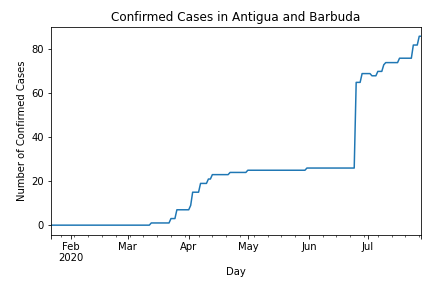 Confirmed Cases in Antigua and Barbuda
Number of Confirmed Cases
80
60
40
20
0
Feb Mar Apr May Jun Jul
2020
Day